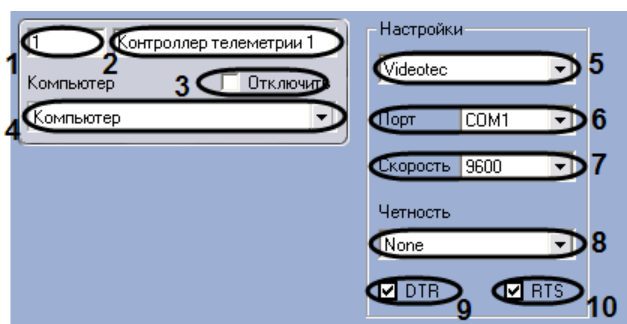 1 Контроллер телеметрии 1
1 2
Компьютер 3 Отключить
4 Компьютер
Настройки
Videotec 5
Порт COM1 6
Скорость 9600 7
Четность
None 8
DTR RTS
9 10